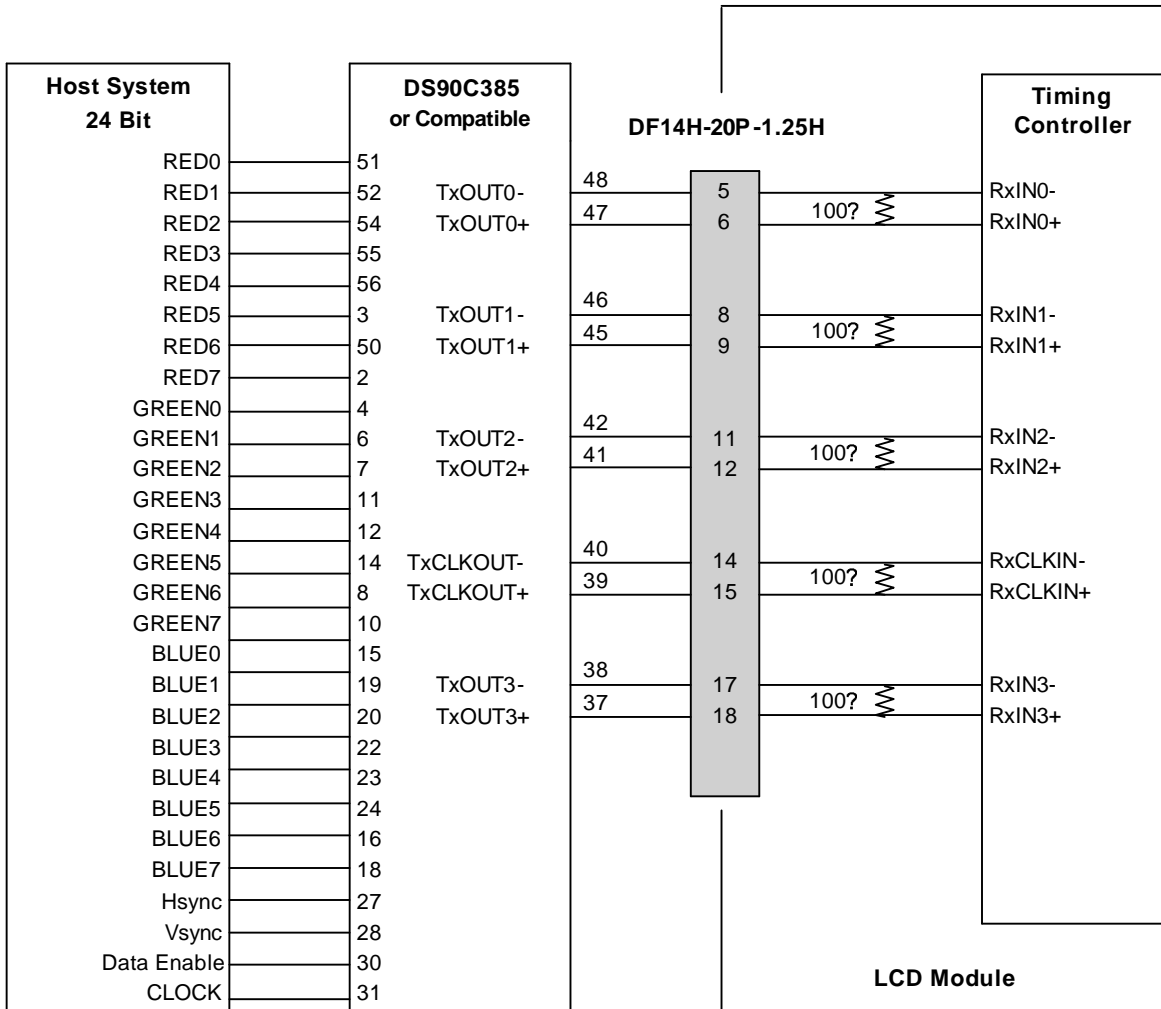 Host System
24 Bit
DS90C385
or Compatible
DF14H-20P-1.25H
Timing
Controller
RED0 51
RED1 52 TxOUT0- 48 5 RxIN0-
100?
RED2 54 TxOUT0+ 47 6 RxIN0+
RED3 55
RED4 56
RED5 3 TxOUT1- 46 8 RxIN1-
100?
RED6 50 TxOUT1+ 45 9 RxIN1+
RED7 2
GREEN0 4
GREEN1 6 TxOUT2- 42 11 RxIN2-
100?
GREEN2 7 TxOUT2+ 41 12 RxIN2+
GREEN3 11
GREEN4 12
GREEN5 14 TxCLKOUT- 40 14 RxCLKIN-
100?
GREEN6 8 TxCLKOUT+ 39 15 RxCLKIN+
GREEN7 10
BLUE0 15
BLUE1 19 TxOUT3- 38 17 RxIN3-
100?
BLUE2 20 TxOUT3+ 37 18 RxIN3+
BLUE3 22
BLUE4 23
BLUE5 24
BLUE6 16
BLUE7 18
Hsync 27
Vsync 28
Data Enable 30
CLOCK 31
LCD Module